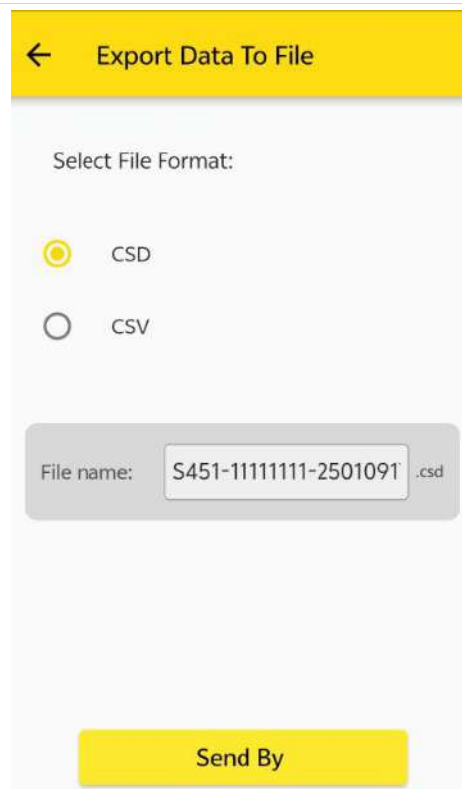 Export Data To File
Select File Format:
CSD
CSV
File name: S451-11111111-2501091 .csd
Send By